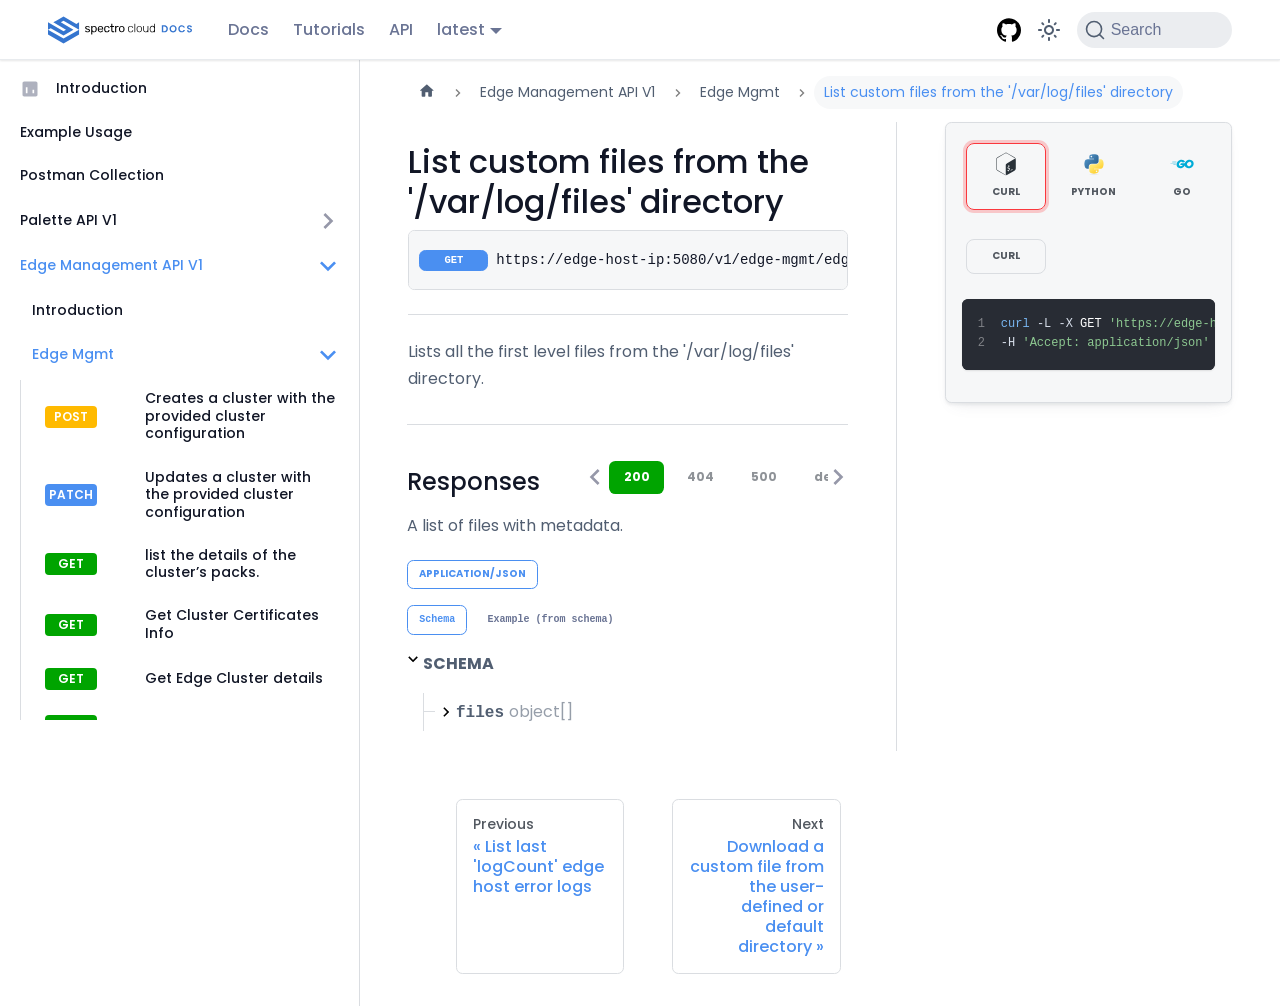 spectro cloud DOCS
Docs
Tutorials
API
latest
Search
Introduction
Example Usage
Postman Collection
Palette API V1
Edge Management API V1
Introduction
Edge Mgmt
POST
Creates a cluster with the
provided cluster
configuration
PATCH
Updates a cluster with
the provided cluster
configuration
GET
list the details of the
cluster’s packs.
GET
Get Cluster Certificates
Info
GET
Get Edge Cluster details
Edge Management API V1
Edge Mgmt
List custom files from the '/var/log/files' directory
List custom files from the
'/var/log/files' directory
GET
https://edge-host-ip:5080/v1/edge-mgmt/edg
Lists all the first level files from the '/var/log/files'
directory.
Responses
200
404
500
de
A list of files with metadata.
APPLICATION/JSON
Schema
Example (from schema)
SCHEMA
files object[]
Previous
« List last
'logCount' edge
host error logs
Next
Download a
custom file from
the user-
defined or
default
directory »
CURL
PYTHON
GO
CURL
1 curl -L -X GET 'https://edge-h
2 -H 'Accept: application/json'